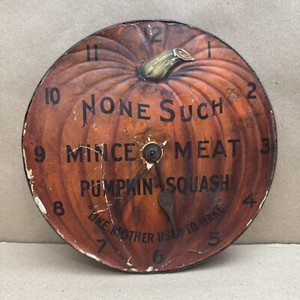 11
1
10
2
NONE SUCH
9
MINCE MEAT
3
PUMPKIN-SQUASH
8
4
"LIKE MOTHER USED TO MAKE"
7
5
6